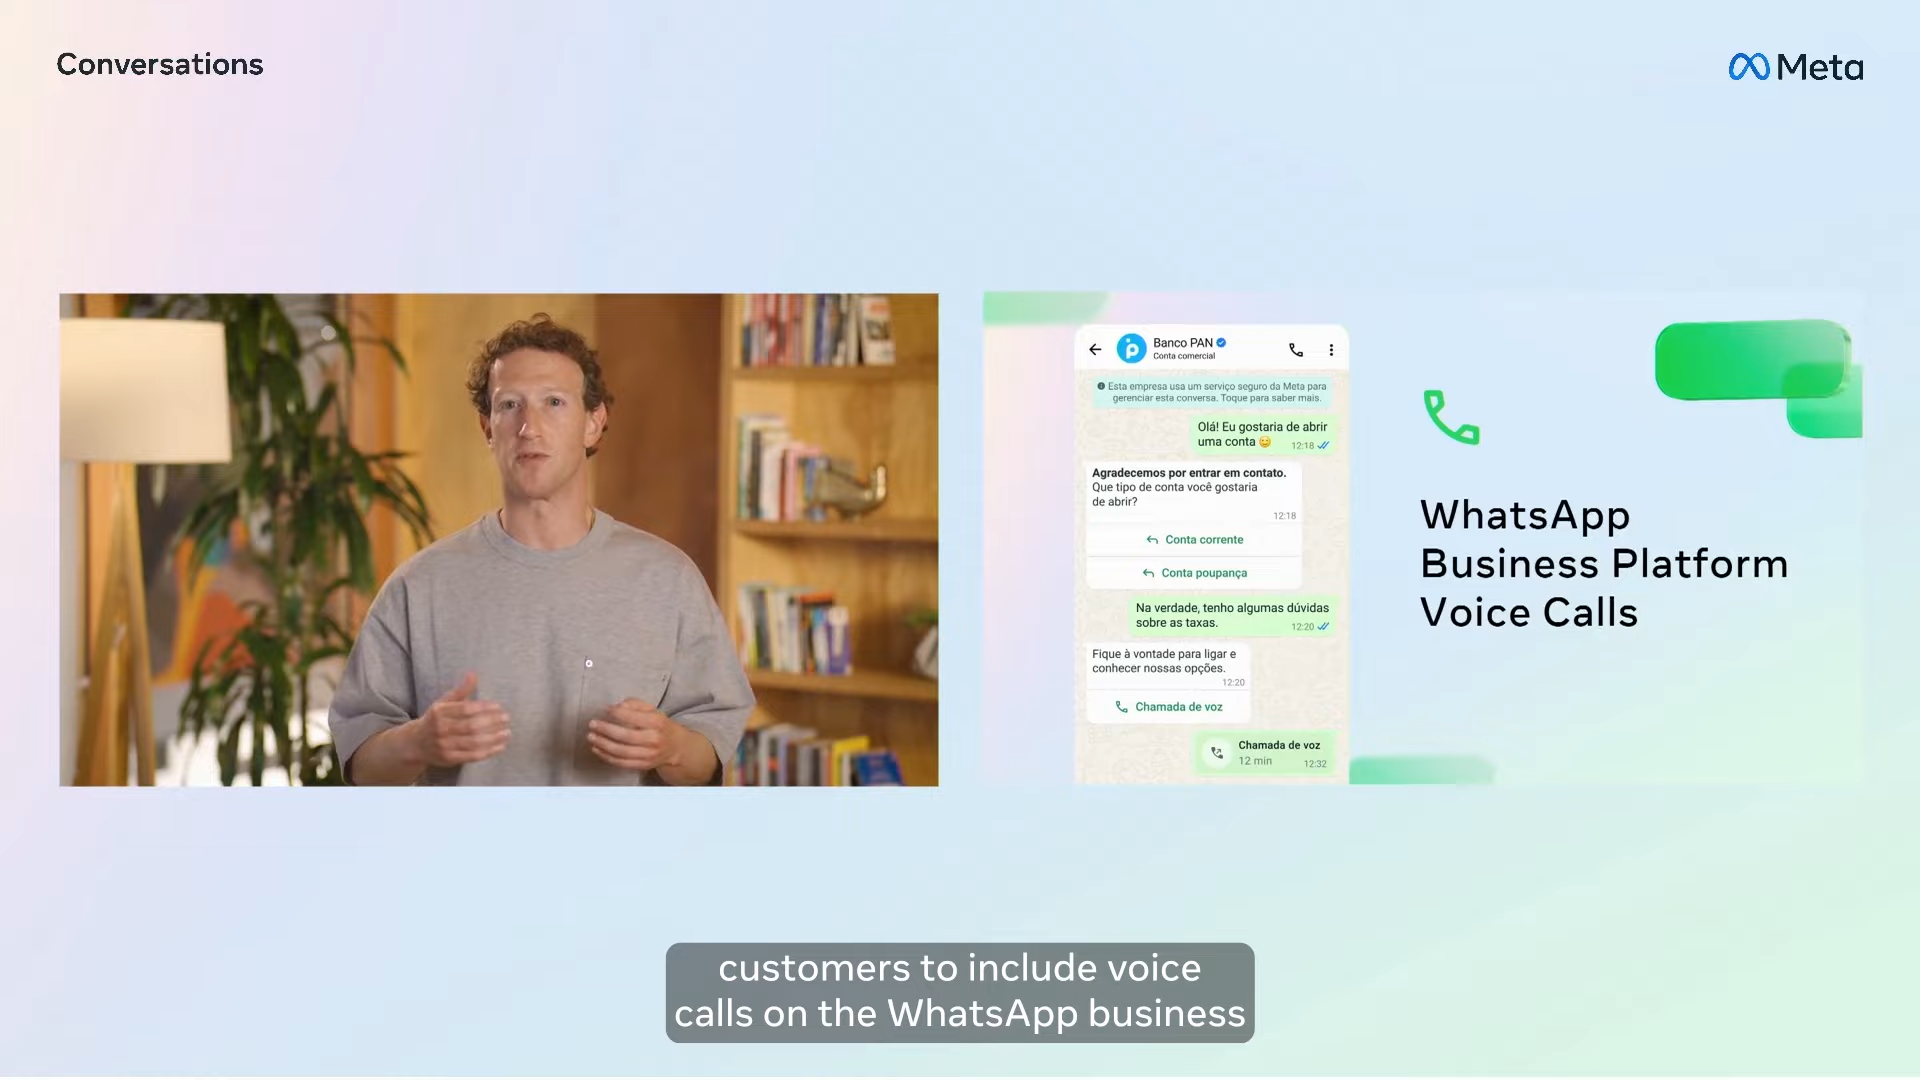 Conversations
Meta
Banco PAN
Conta comercial
Esta empresa usa um serviço seguro da Meta para
gerenciar esta conversa. Toque para saber mais.
Olá! Eu gostaria de abrir
uma conta 😊 12:18
Agradecemos por entrar em contato.
Que tipo de conta você gostaria
de abrir?
12:18
Conta corrente
Conta poupança
Na verdade, tenho algumas dúvidas
sobre as taxas. 12:20
Fique à vontade para ligar e
conhecer nossas opções.
12:20
Chamada de voz
Chamada de voz
12 min 12:32
WhatsApp
Business Platform
Voice Calls
customers to include voice
calls on the WhatsApp business